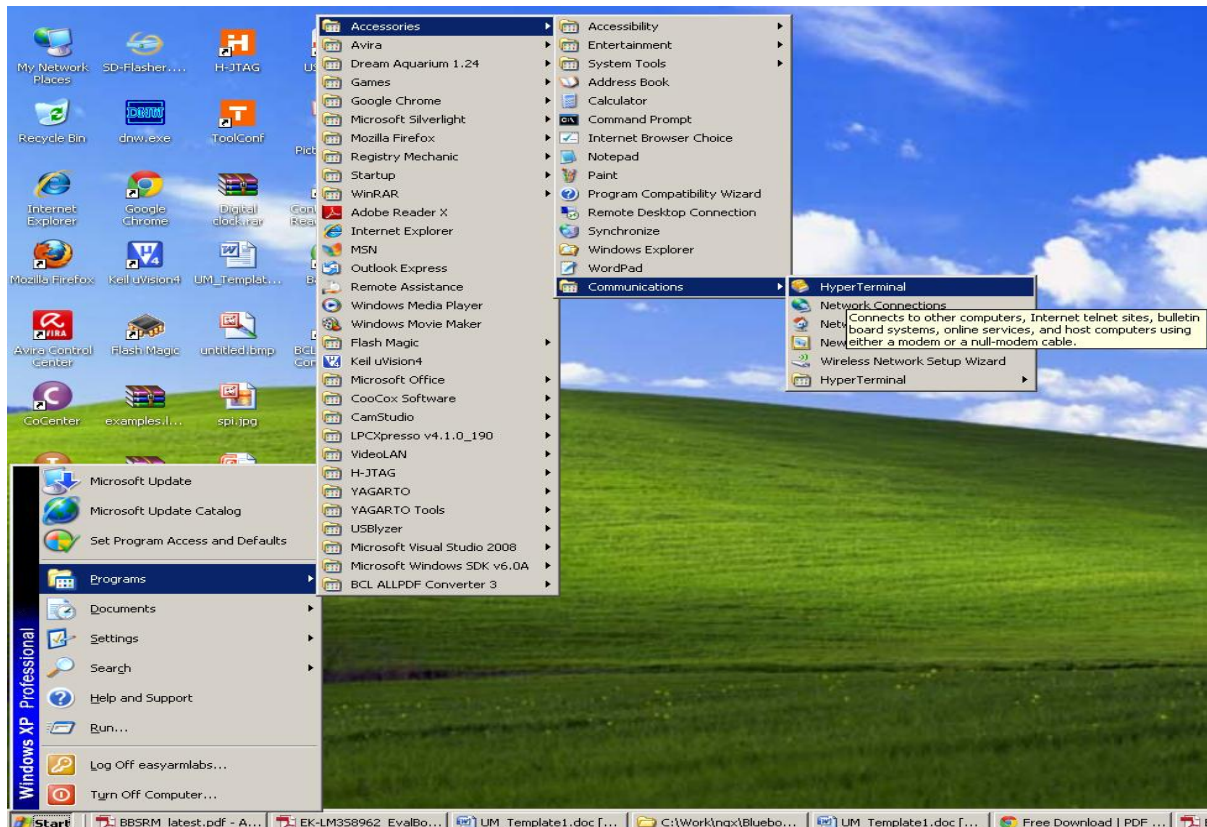 My Network Places
SD-Flasher....
H-JTAG
Recycle Bin
dnw.exe
ToolConf
Internet Explorer
Google Chrome
Digital clock.rar
Mozilla Firefox
Keil uVision4
UM_Templat...
Avira Control Center
Flash Magic
untitled.bmp
CoCenter
examples.l...
spi.jpg
Accessories
Avira
Dream Aquarium 1.24
Games
Google Chrome
Microsoft Silverlight
Mozilla Firefox
Registry Mechanic
Startup
WinRAR
Adobe Reader X
Internet Explorer
MSN
Outlook Express
Remote Assistance
Windows Media Player
Windows Movie Maker
Flash Magic
Keil uVision4
Microsoft Office
CooCox Software
CamStudio
LPCXpresso v4.1.0_190
VideoLAN
H-JTAG
YAGARTO
YAGARTO Tools
USBlyzer
Microsoft Visual Studio 2008
Microsoft Windows SDK v6.0A
BCL ALLPDF Converter 3
Accessibility
Entertainment
System Tools
Address Book
Calculator
Command Prompt
Internet Browser Choice
Notepad
Paint
Program Compatibility Wizard
Remote Desktop Connection
Synchronize
Windows Explorer
WordPad
Communications
HyperTerminal
Network Connections
Connects to other computers, Internet telnet sites, bulletin
board systems, online services, and host computers using
either a modem or a null-modem cable.
Wireless Network Setup Wizard
HyperTerminal
Microsoft Update
Microsoft Update Catalog
Set Program Access and Defaults
Programs
Documents
Settings
Search
Help and Support
Run...
Log Off easyarmlabs...
Turn Off Computer...
Windows XP Professional
Start
BBSRM_latest.pdf - A...
EK-LM3S8962_EvalBo...
UM_Template1.doc [...
C:\Work\ngx\Bluebo...
UM_Template1.doc [...
Free Download | PDF ...